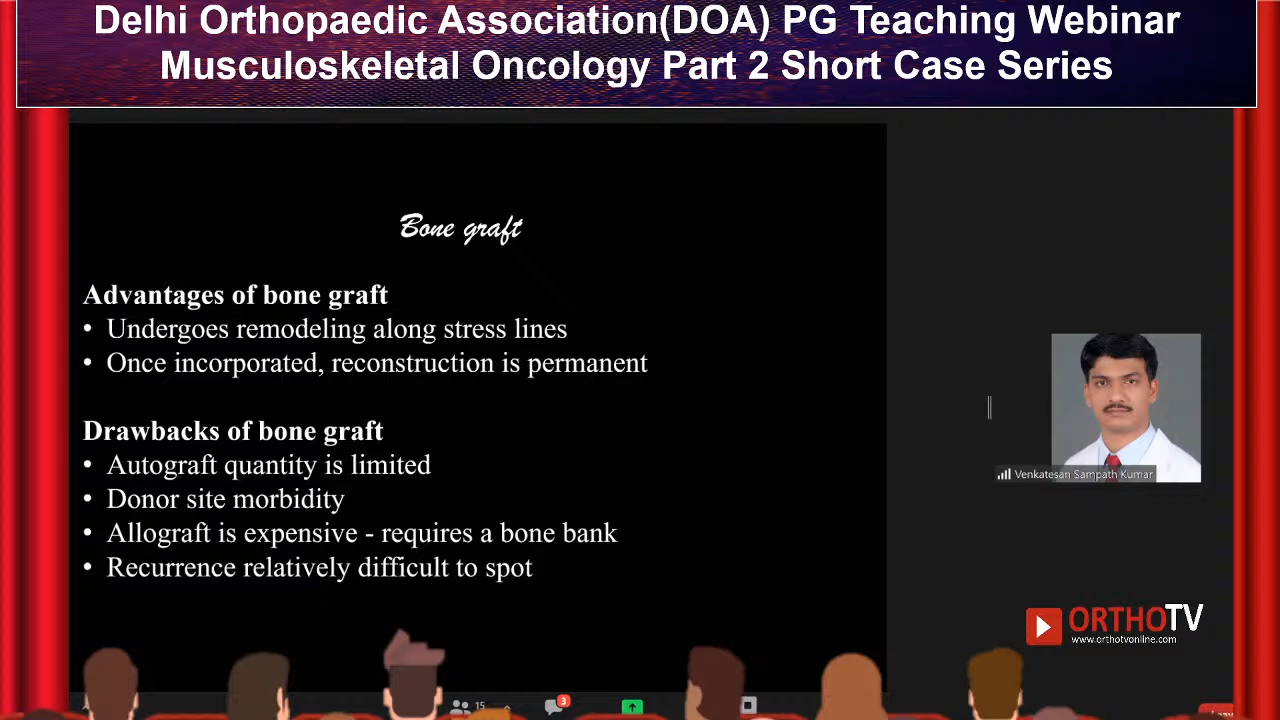 Delhi Orthopaedic Association(DOA) PG Teaching Webinar
Musculoskeletal Oncology Part 2 Short Case Series
Bone graft
Advantages of bone graft
• Undergoes remodeling along stress lines
• Once incorporated, reconstruction is permanent
Drawbacks of bone graft
• Autograft quantity is limited
• Donor site morbidity
• Allograft is expensive - requires a bone bank
• Recurrence relatively difficult to spot
Venkatesan Sampath Kumar
ORTHOTV
www.orthotvonline.com
15
3